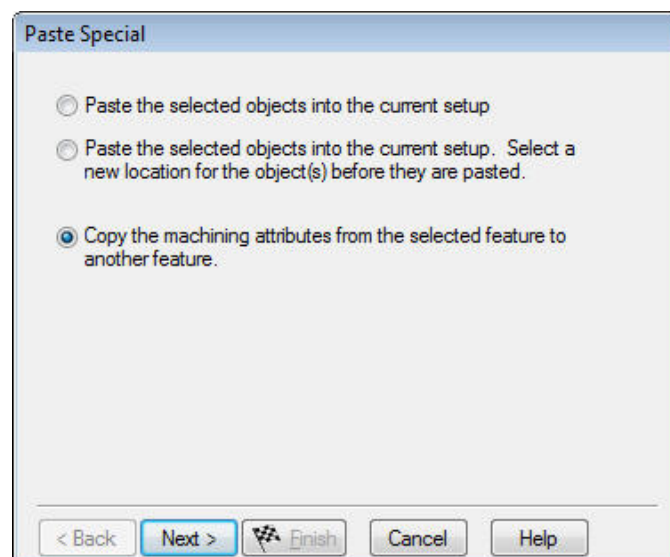 Paste Special
Paste the selected objects into the current setup
Paste the selected objects into the current setup.  Select a
new location for the object(s) before they are pasted.
Copy the machining attributes from the selected feature to
another feature.
< Back Next > Finish Cancel Help